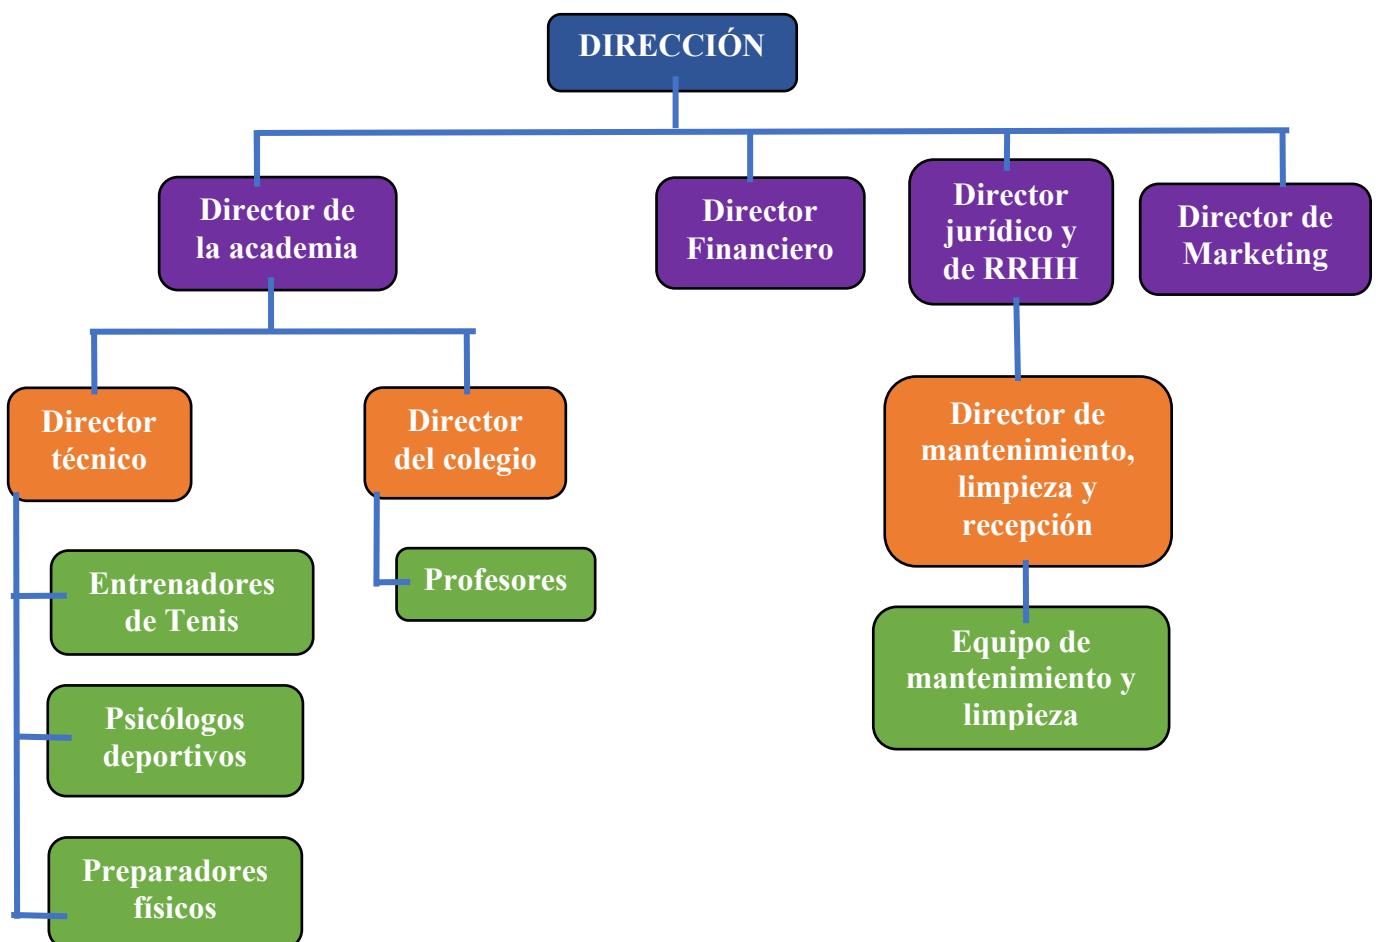 DIRECCIÓN
Director de
la academia
Director
Financiero
Director
jurídico y
de RRHH
Director de
Marketing
Director
técnico
Director
del colegio
Director de
mantenimiento,
limpieza y
recepción
Entrenadores
de Tenis
Profesores
Equipo de
mantenimiento y
limpieza
Psicólogos
deportivos
Preparadores
físicos